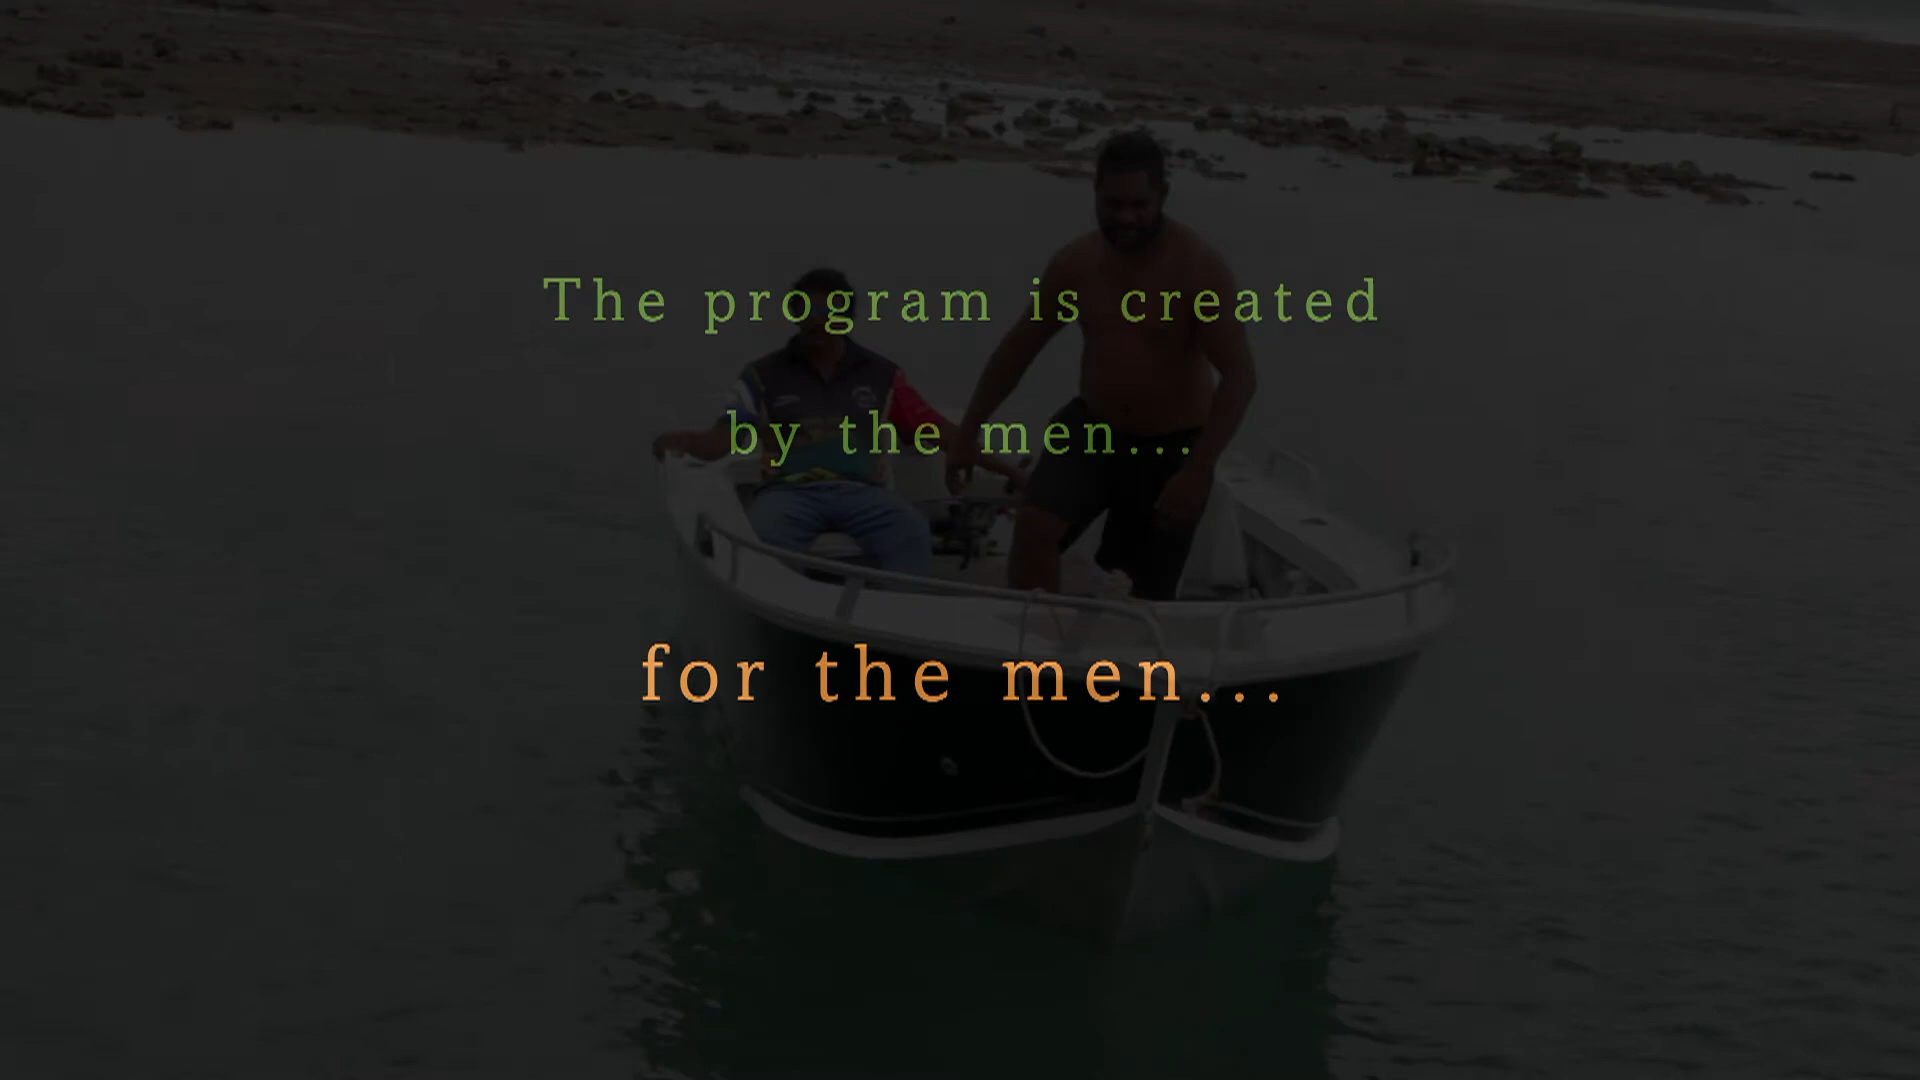 The program is created
by the men...
for the men...